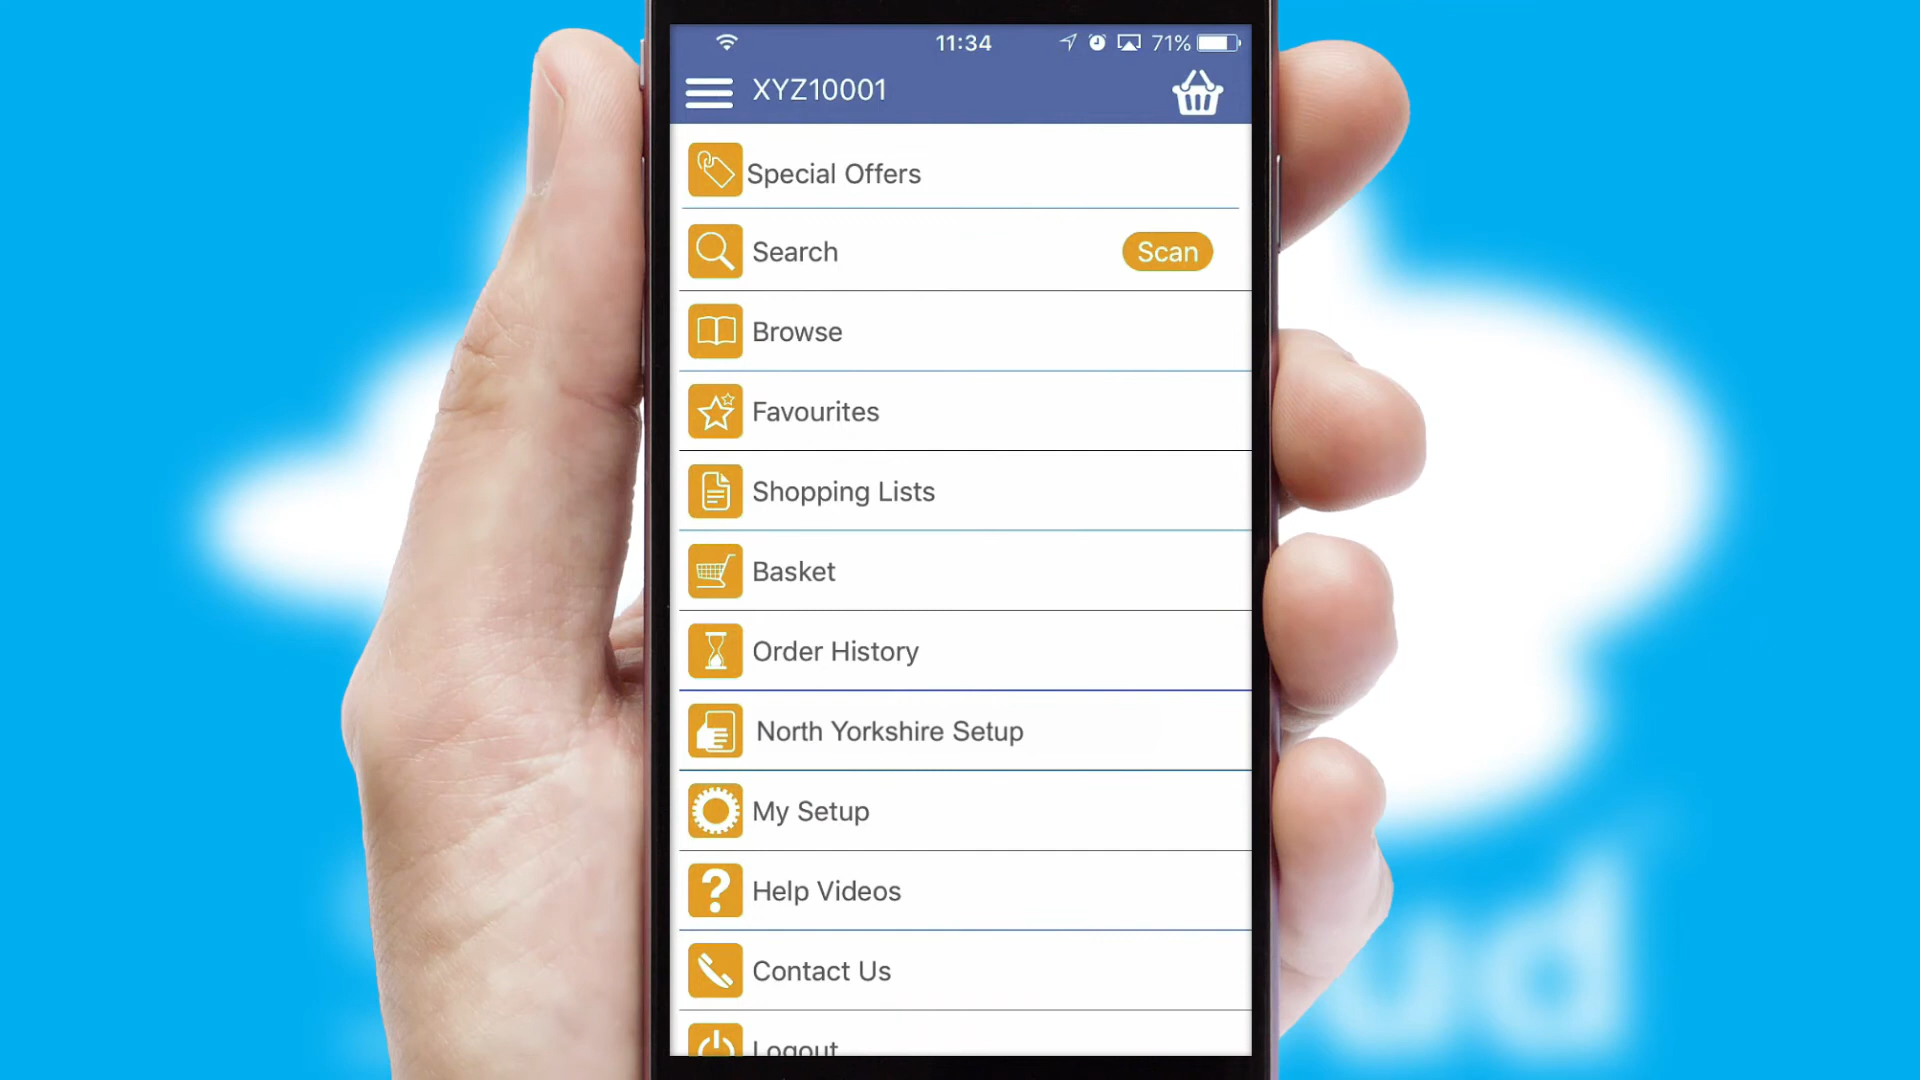 11:34 71%
XYZ10001
Special Offers
Search Scan
Browse
Favourites
Shopping Lists
Basket
Order History
North Yorkshire Setup
My Setup
Help Videos
Contact Us
Logout
ud